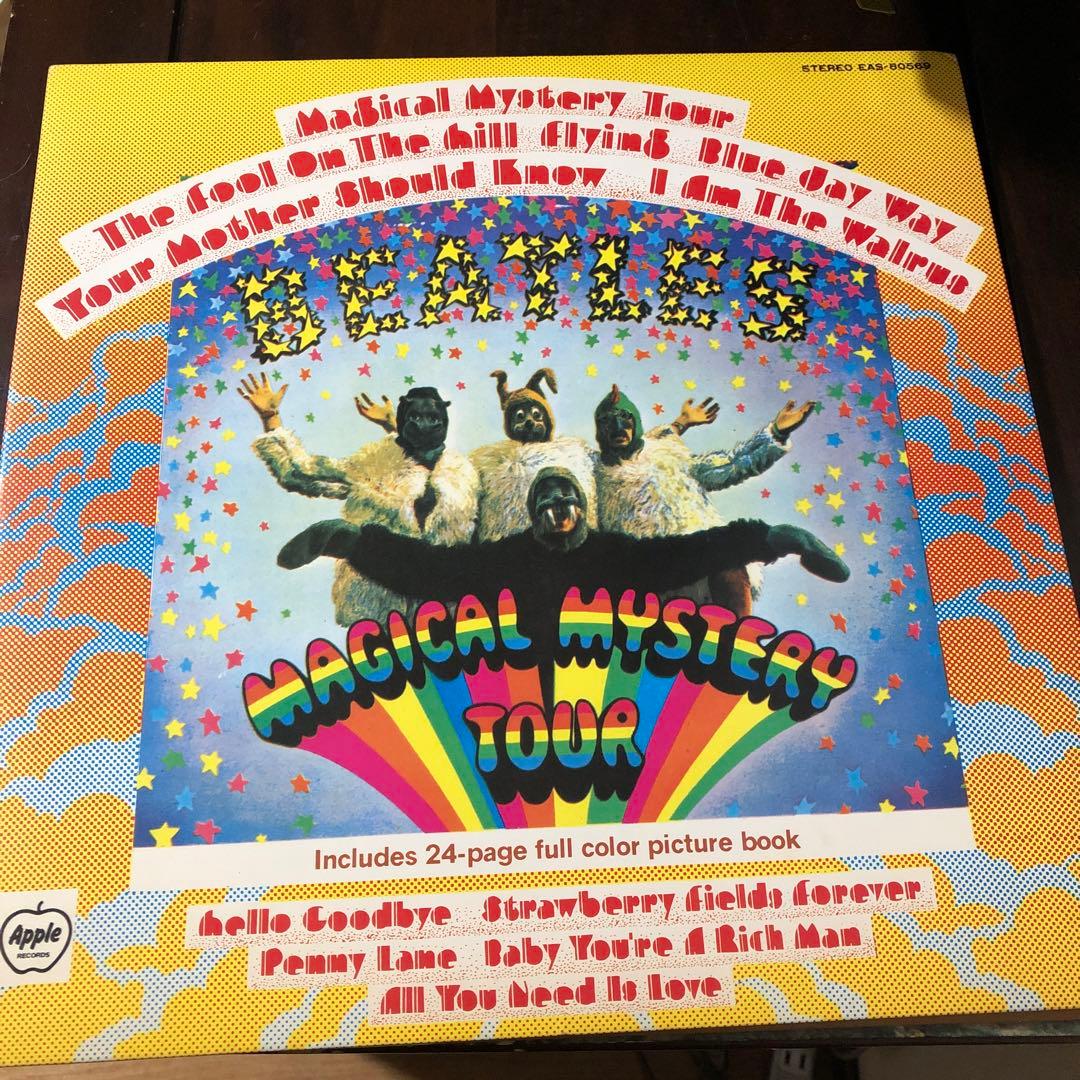 STEREO EAS-80569
Magical Mystery Tour
The Fool On The Hill Flying Blue Jay Way
Your Mother Should Know I Am The Walrus
BEATLES
MAGICAL MYSTERY
TOUR
Includes 24-page full color picture book
Hello Goodbye Strawberry Fields Forever
Penny Lane Baby You're A Rich Man
All You Need Is Love
Apple
RECORDS